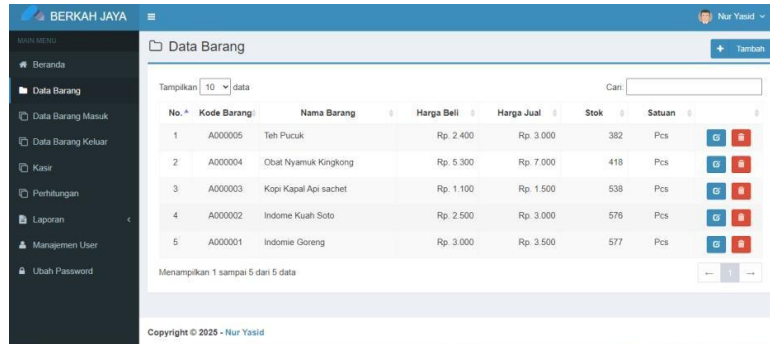 BERKAH JAYA
Nur Yasid
MAIN MENU
Beranda
Data Barang
Data Barang Masuk
Data Barang Keluar
Kasir
Perhitungan
Laporan
Manajemen User
Ubah Password
Data Barang
Tambah
Tampilkan 10 data
Cari:
No. Kode Barang Nama Barang Harga Beli Harga Jual Stok Satuan
1 A000005 Teh Pucuk Rp. 2.400 Rp. 3.000 382 Pcs
2 A000004 Obat Nyamuk Kingkong Rp. 5.300 Rp. 7.000 418 Pcs
3 A000003 Kopi Kapal Api sachet Rp. 1.100 Rp. 1.500 538 Pcs
4 A000002 Indome Kuah Soto Rp. 2.500 Rp. 3.000 576 Pcs
5 A000001 Indomie Goreng Rp. 3.000 Rp. 3.500 577 Pcs
Menampilkan 1 sampai 5 dari 5 data
← 1 →
Copyright © 2025 - Nur Yasid